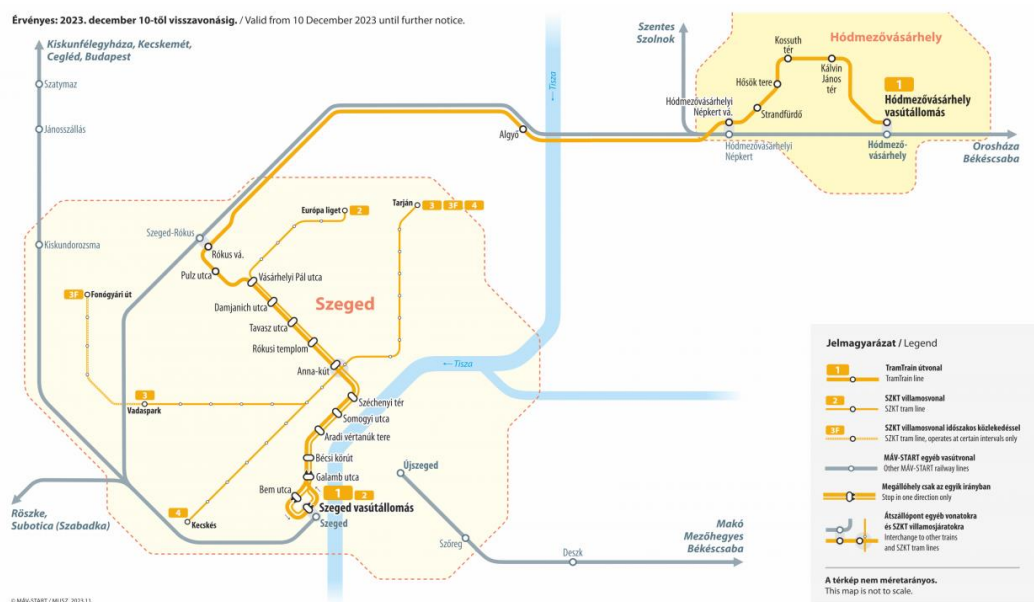 Érvényes: 2023. december 10-től visszavonásig. / Valid from 10 December 2023 until further notice.
Kiskunfélegyháza, Kecskemét,
Cegléd, Budapest
Szatymaz
Jánosszállás
Kiskundorozsma
Szentes
Szolnok
Hódmezővásárhely
Kossuth
tér
Kálvin
János
tér
Hősök tere
1
Hódmezővásárhely
vasútállomás
Hódmezővásárhelyi
Népkert vá.
Strandfürdő
Hódmezővásárhelyi
Népkert
Hódmező-
vásárhely
Orosháza
Békéscsaba
←Tisza
Algyő
Szeged-Rókus
Rókus vá.
Pulz utca
Európa liget
2
Tarján
3
3F
4
Vásárhelyi Pál utca
Szeged
Damjanich utca
Tavasz utca
Rókusi templom
Anna-kút
←Tisza
3F
Fonógyári út
3
Vadaspark
Széchenyi tér
Somogyi utca
Aradi vértanúk tere
Bécsi körút
Galamb utca
Bem utca
1
2
Szeged vasútállomás
Szeged
4
Kecskés
Röszke,
Subotica (Szabadka)
Újszeged
Szőreg
Deszk
Makó
Mezőhegyes
Békéscsaba
Jelmagyarázat / Legend
1
TramTrain útvonal
TramTrain line
2
SZKT villamosvonal
SZKT tram line
3F
SZKT villamosvonal időszakos közlekedéssel
SZKT tram line, operates at certain intervals only
MÁV-START egyéb vasútvonal
Other MÁV-START railway lines
Megállóhely csak az egyik irányban
Stop in one direction only
Átszállópont egyéb vonatokra
és SZKT villamosjáratokra
Interchange to other trains
and SZKT tram lines
A térkép nem méretarányos.
This map is not to scale.
© MÁV-START / MUSZ, 2023.11.